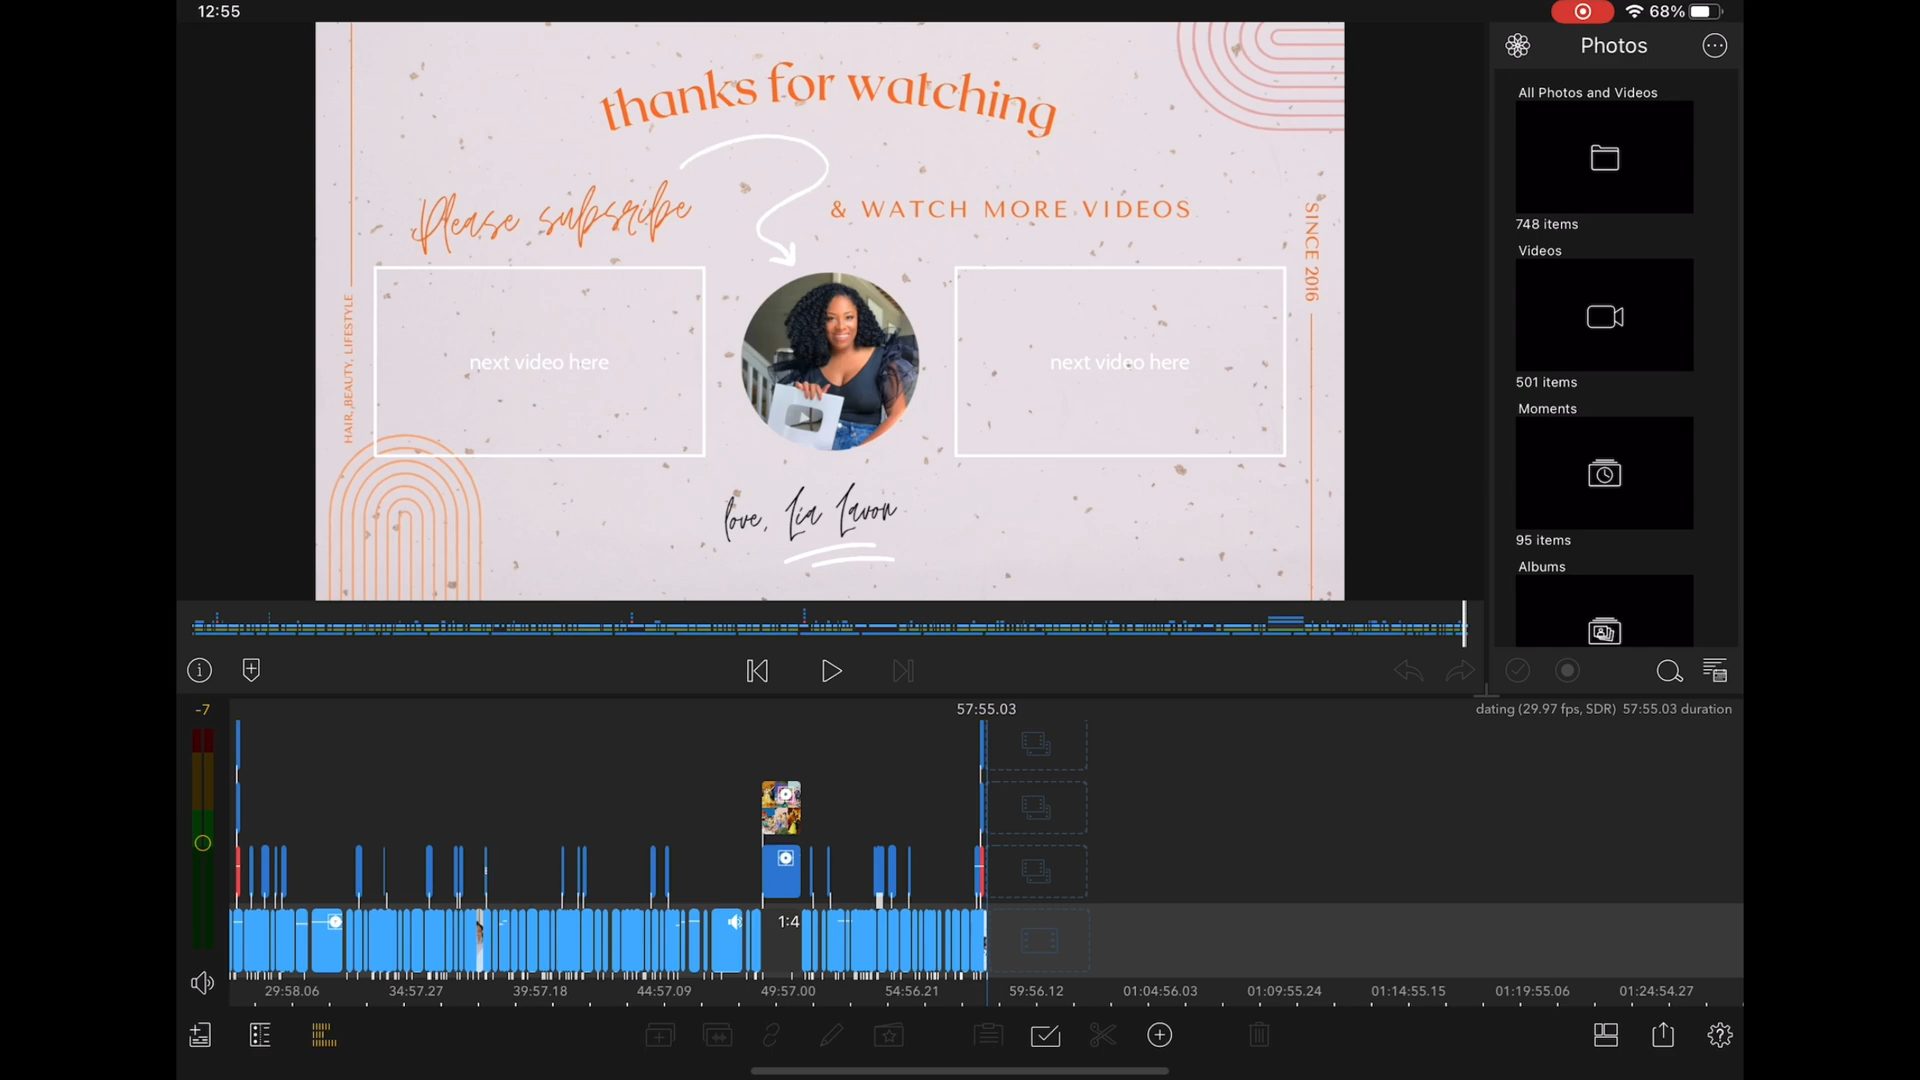 12:55
68%
Photos
thanks for watching
Please subsribe
& WATCH MORE VIDEOS
SINCE 2016
HAIR, BEAUTY, LIFESTYLE
next video here
next video here
love, Lia Lavon
All Photos and Videos
748 items
Videos
501 items
Moments
95 items
Albums
-7
57:55.03
dating (29.97 fps, SDR) 57:55.03 duration
1:4
29:58.06 34:57.27 39:57.18 44:57.09 49:57.00 54:56.21 59:56.12 01:04:56.03 01:09:55.24 01:14:55.15 01:19:55.06 01:24:54.27